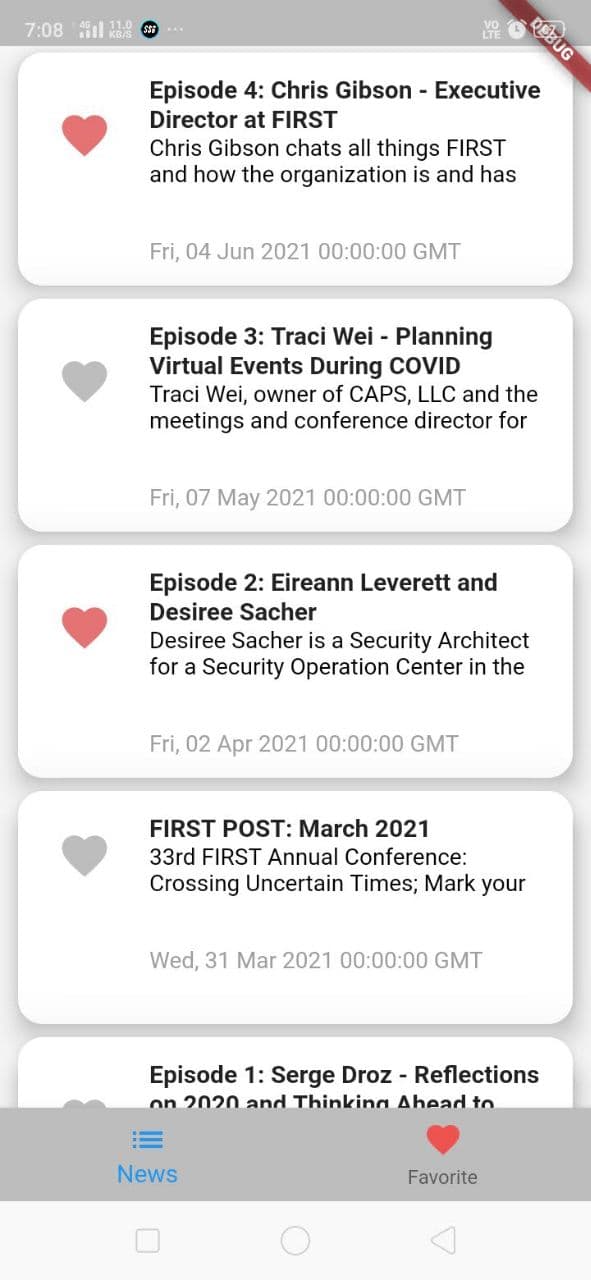 7:08 4G 11.0 KB/S SSG ... VO LTE 67
DEBUG
Episode 4: Chris Gibson - Executive
Director at FIRST
Chris Gibson chats all things FIRST
and how the organization is and has
Fri, 04 Jun 2021 00:00:00 GMT
Episode 3: Traci Wei - Planning
Virtual Events During COVID
Traci Wei, owner of CAPS, LLC and the
meetings and conference director for
Fri, 07 May 2021 00:00:00 GMT
Episode 2: Eireann Leverett and
Desiree Sacher
Desiree Sacher is a Security Architect
for a Security Operation Center in the
Fri, 02 Apr 2021 00:00:00 GMT
FIRST POST: March 2021
33rd FIRST Annual Conference:
Crossing Uncertain Times; Mark your
Wed, 31 Mar 2021 00:00:00 GMT
Episode 1: Serge Droz - Reflections
on 2020 and Thinking Ahead to
News
Favorite